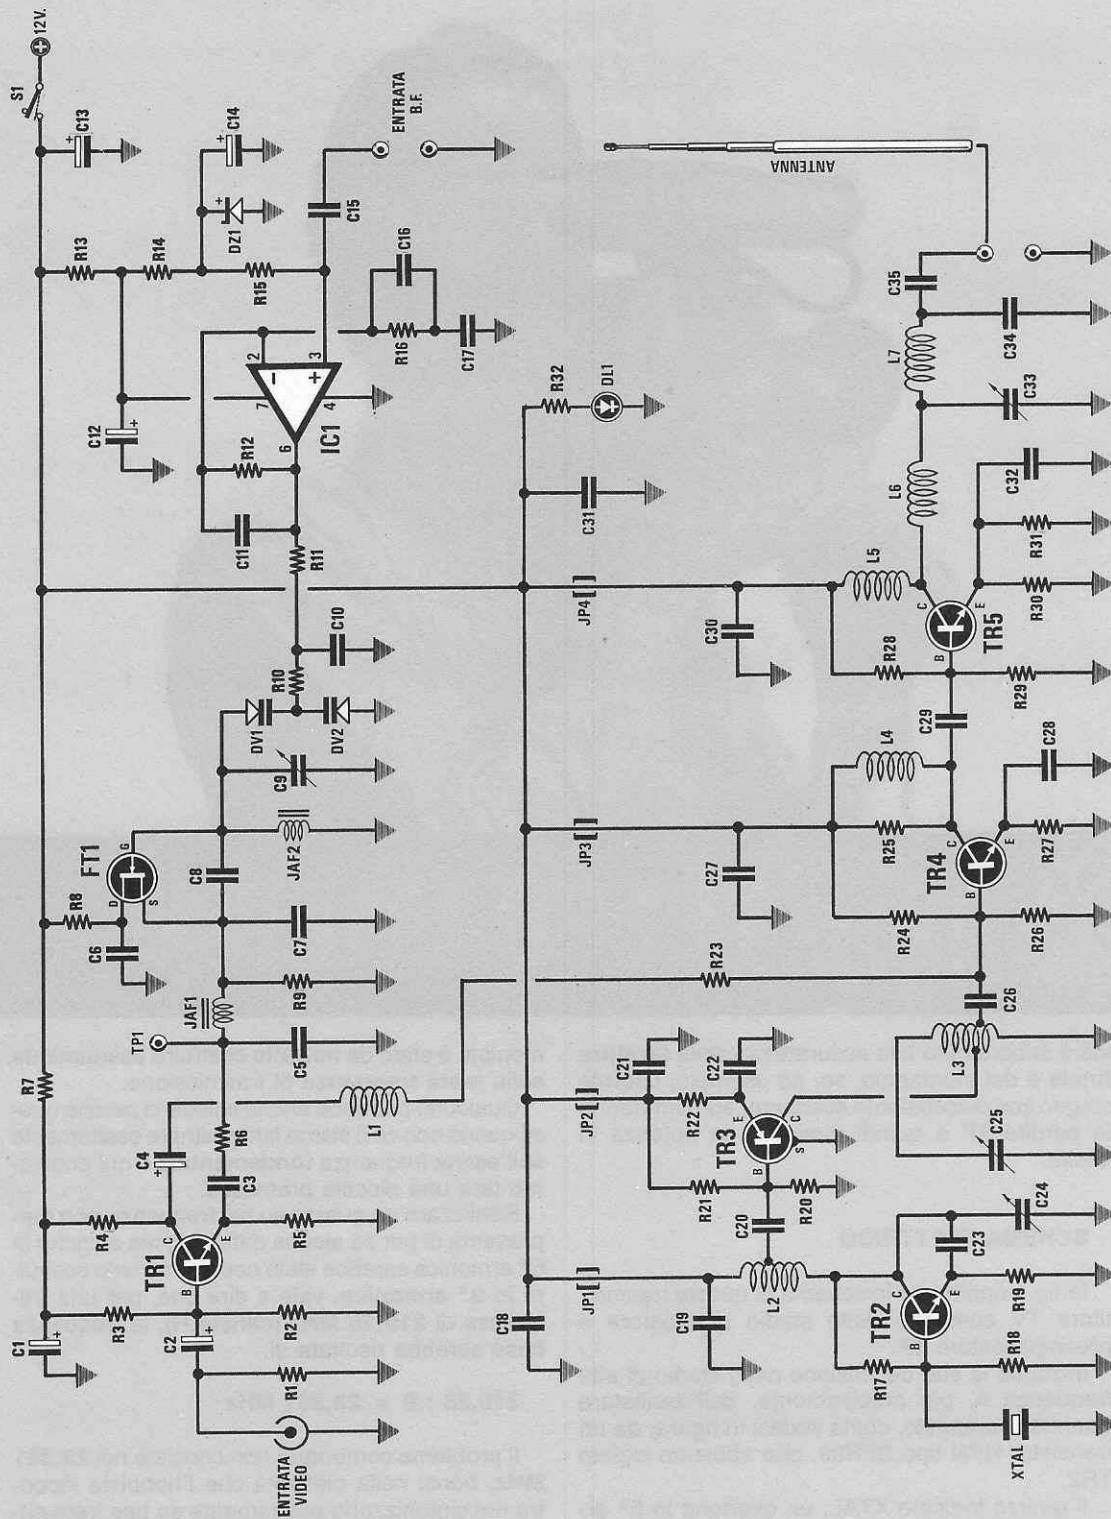 12V.
S1
C13
C14
R13
R14
DZ1
R15
C15
ENTRATA
B.F.
C12
2
3
7
4
6
IC1
R12
C11
R16
C16
C17
R11
R10
C10
DV1
DV2
C9
FT1
D
G
S
R8
C6
C8
JAF2
C7
JAF1
R9
TP1
C5
R7
C4
R6
C3
L1
R4
TR1
C
B
E
R5
R3
C1
C2
R2
R1
ENTRATA
VIDEO
ANTENNA
C35
L7
C34
C33
L6
C32
R31
R30
R32
DL1
C31
JP4
C30
L5
R28
TR5
C
B
E
R29
C29
L4
C28
JP3
C27
R25
TR4
C
B
E
R27
R24
R26
R23
C26
L3
C25
JP2
C21
C22
R22
R21
TR3
E
B
C
S
R20
C20
C24
C18
JP1
C19
L2
C23
TR2
C
B
E
R19
R17
R18
XTAL